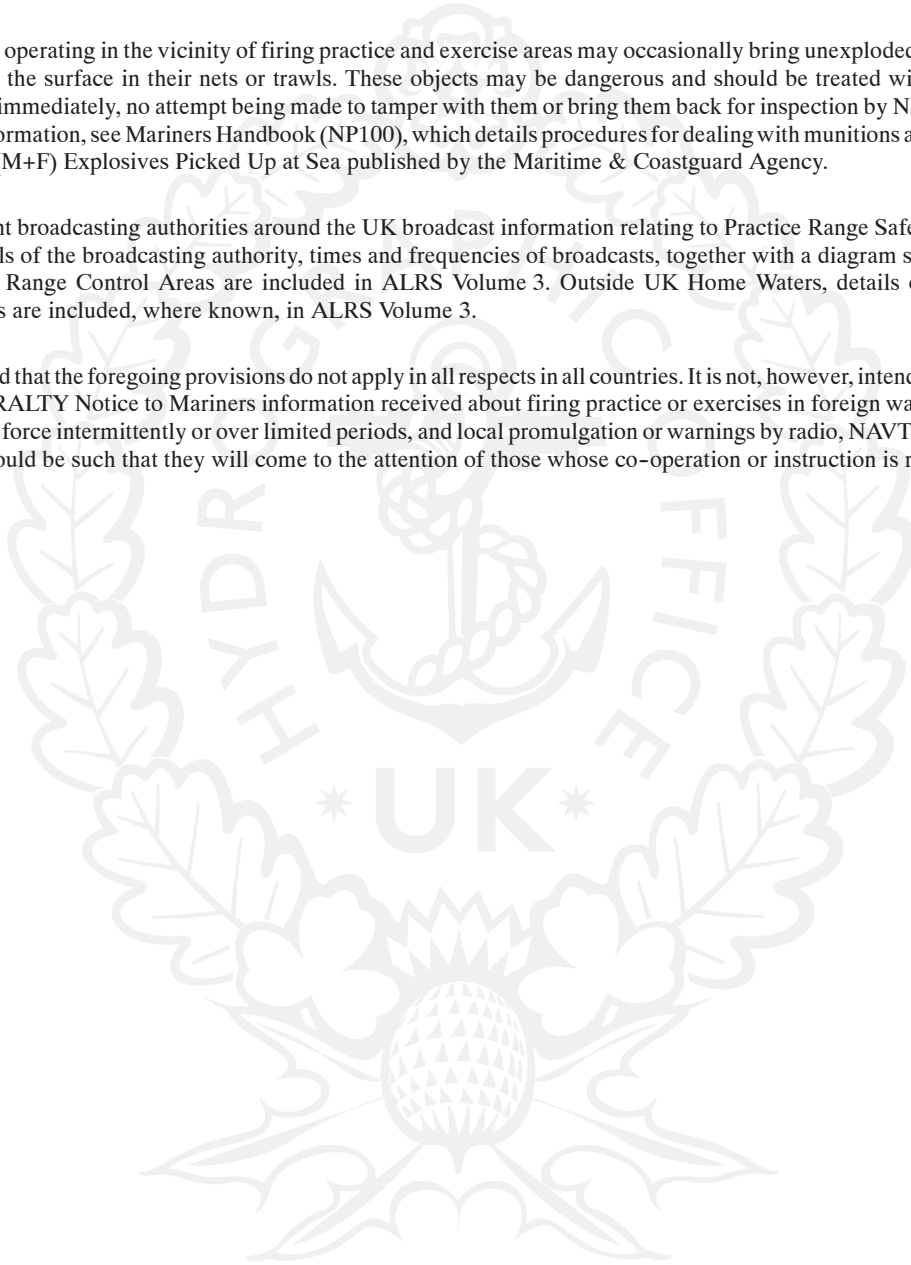 operating in the vicinity of firing practice and exercise areas may occasionally bring unexploded
the surface in their nets or trawls. These objects may be dangerous and should be treated wi
immediately, no attempt being made to tamper with them or bring them back for inspection by N
formation, see Mariners Handbook (NP100), which details procedures for dealing with munitions a
(M+F) Explosives Picked Up at Sea published by the Maritime & Coastguard Agency.
nt broadcasting authorities around the UK broadcast information relating to Practice Range Safe
ls of the broadcasting authority, times and frequencies of broadcasts, together with a diagram s
Range Control Areas are included in ALRS Volume 3. Outside UK Home Waters, details o
s are included, where known, in ALRS Volume 3.
d that the foregoing provisions do not apply in all respects in all countries. It is not, however, intend
RALTY Notice to Mariners information received about firing practice or exercises in foreign wa
force intermittently or over limited periods, and local promulgation or warnings by radio, NAVT
ould be such that they will come to the attention of those whose co-operation or instruction is r
HYDROGRAPHIC OFFICE
UK